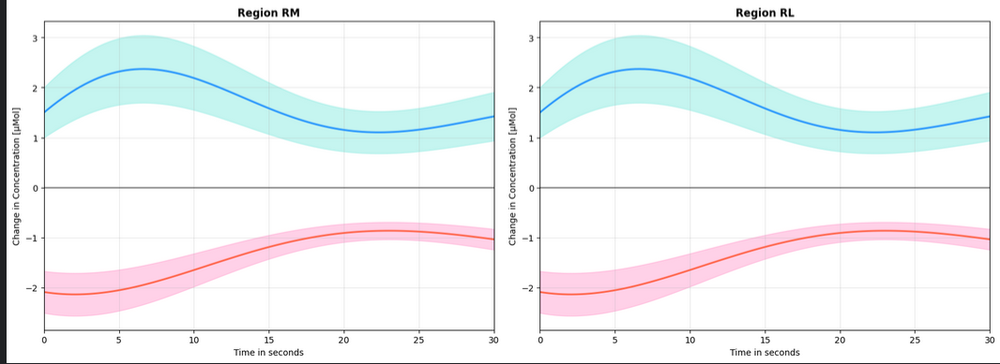 Region RM
Change in Concentration [μMol]
3
2
1
0
−1
−2
0 5 10 15 20 25 30
Time in seconds
Region RL
Change in Concentration [μMol]
3
2
1
0
−1
−2
0 5 10 15 20 25 30
Time in seconds